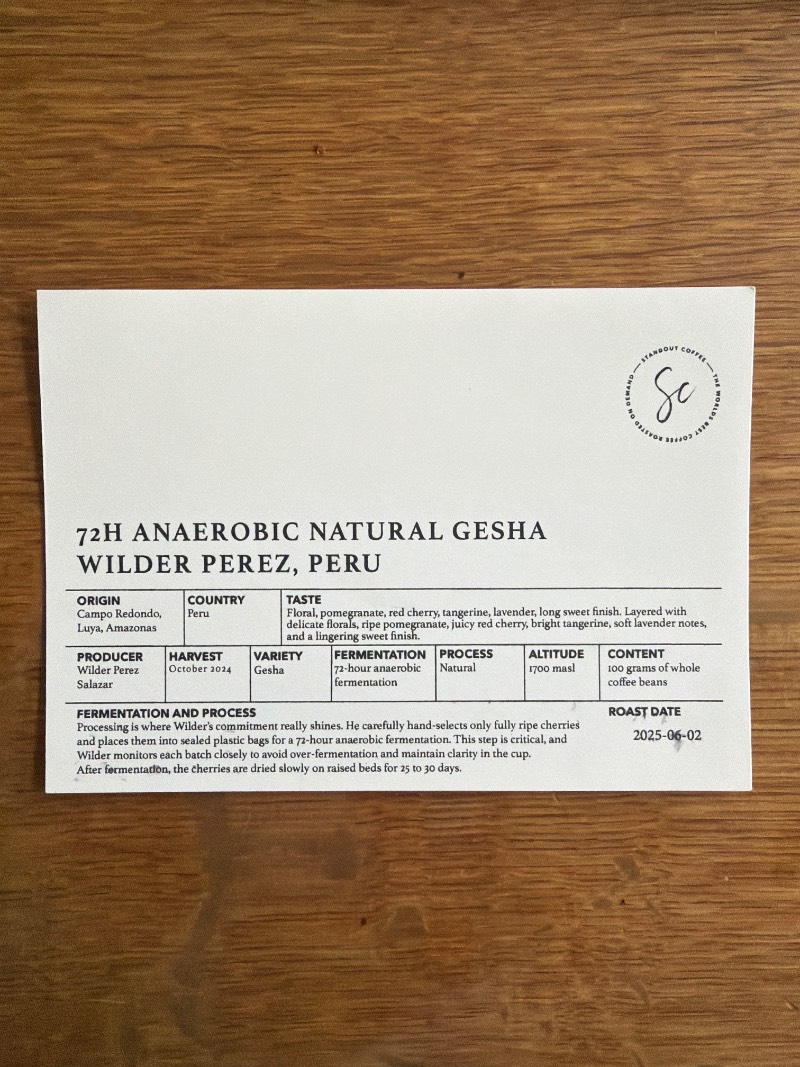 STANDOUT COFFEE — THE WORLDS BEST COFFEE ROASTED ON DEMAND —
Sc
72H ANAEROBIC NATURAL GESHA
WILDER PEREZ, PERU
ORIGIN
Campo Redondo,
Luya, Amazonas
COUNTRY
Peru
TASTE
Floral, pomegranate, red cherry, tangerine, lavender, long sweet finish. Layered with
delicate florals, ripe pomegranate, juicy red cherry, bright tangerine, soft lavender notes,
and a lingering sweet finish.
PRODUCER
Wilder Perez
Salazar
HARVEST
October 2024
VARIETY
Gesha
FERMENTATION
72-hour anaerobic
fermentation
PROCESS
Natural
ALTITUDE
1700 masl
CONTENT
100 grams of whole
coffee beans
FERMENTATION AND PROCESS
Processing is where Wilder's commitment really shines. He carefully hand-selects only fully ripe cherries
and places them into sealed plastic bags for a 72-hour anaerobic fermentation. This step is critical, and
Wilder monitors each batch closely to avoid over-fermentation and maintain clarity in the cup.
After fermentation, the cherries are dried slowly on raised beds for 25 to 30 days.
ROAST DATE
2025-06-02